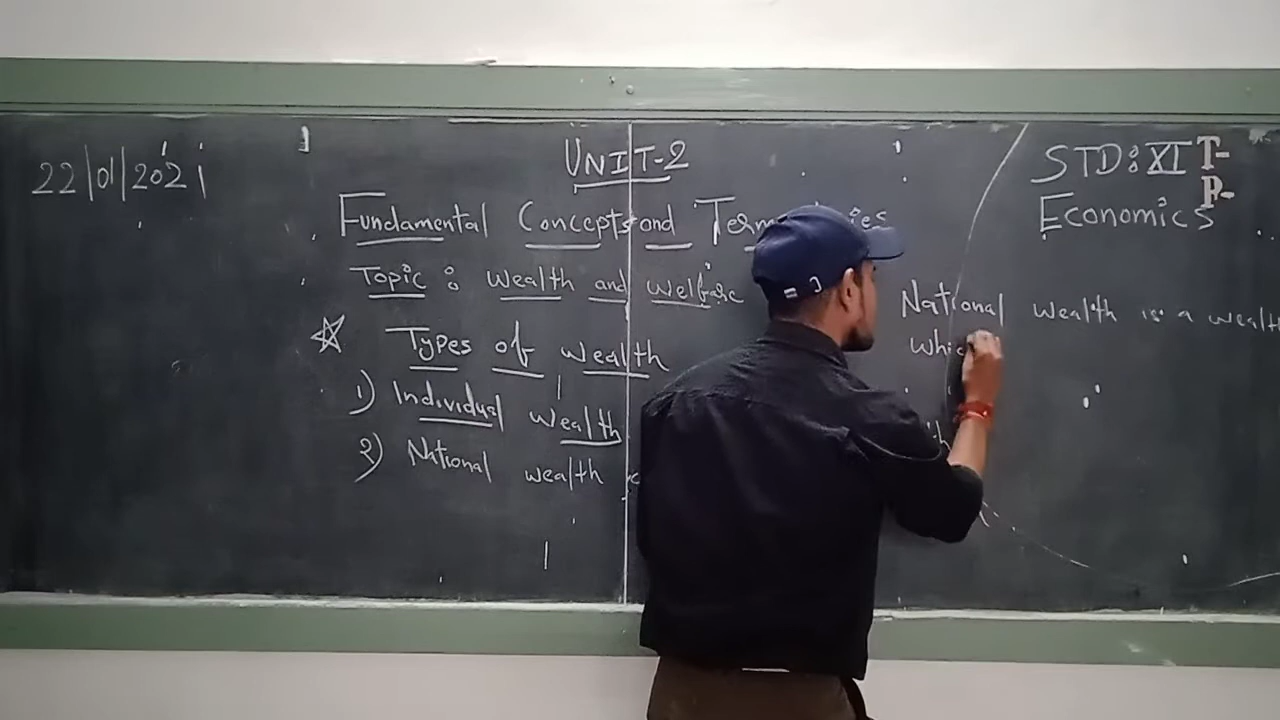 22/01/2021
UNIT-2
STD: XI T-
P-
Economics
Fundamental Concepts and
Topic: Wealth and Welfare
Types of Wealth
1) Individual Wealth
2) National wealth
National wealth is a wealth